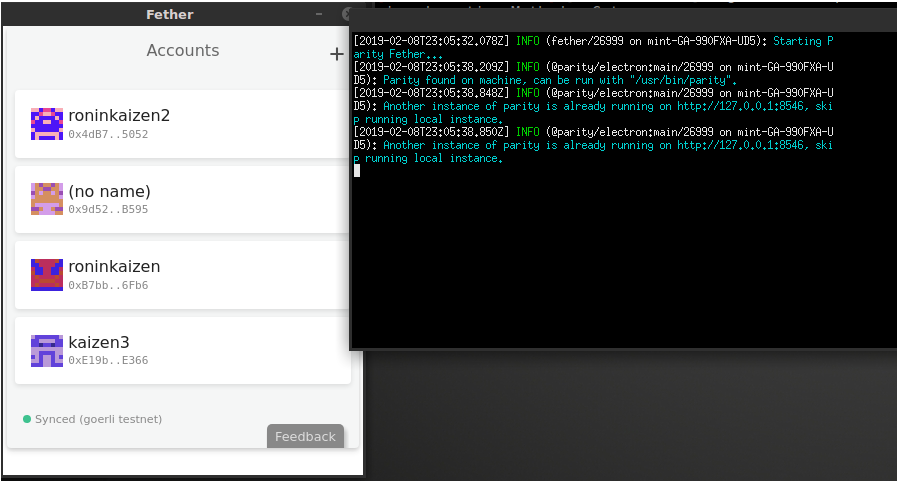 Fether
Accounts
+
roninkaizen2
0x4dB7..5052
(no name)
0x9d52..B595
roninkaizen
0xB7bb..6Fb6
kaizen3
0xE19b..E366
Synced (goerli testnet)
Feedback
[2019-02-08T23:05:32.078Z] INFO (fether/26999 on mint-GA-990FXA-UD5): Starting P
arity Fether...
[2019-02-08T23:05:38.209Z] INFO (@parity/electron:main/26999 on mint-GA-990FXA-U
D5): Parity found on machine, can be run with "/usr/bin/parity".
[2019-02-08T23:05:38.848Z] INFO (@parity/electron:main/26999 on mint-GA-990FXA-U
D5): Another instance of parity is already running on http://127.0.0.1:8546, ski
p running local instance.
[2019-02-08T23:05:38.850Z] INFO (@parity/electron:main/26999 on mint-GA-990FXA-U
D5): Another instance of parity is already running on http://127.0.0.1:8546, ski
p running local instance.